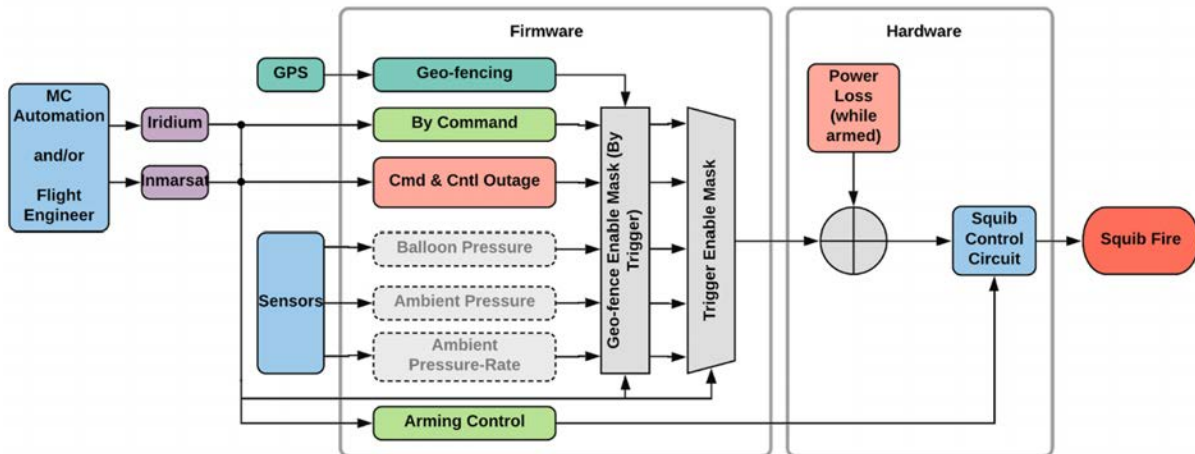 Firmware
Hardware
MC
Automation
and/or
Flight
Engineer
Iridium
Inmarsat
GPS
Sensors
Geo-fencing
By Command
Cmd & Cntl Outage
Balloon Pressure
Ambient Pressure
Ambient
Pressure-Rate
Arming Control
Geo-fence Enable Mask (By
Trigger)
Trigger Enable Mask
Power
Loss
(while
armed)
Squib
Control
Circuit
Squib Fire